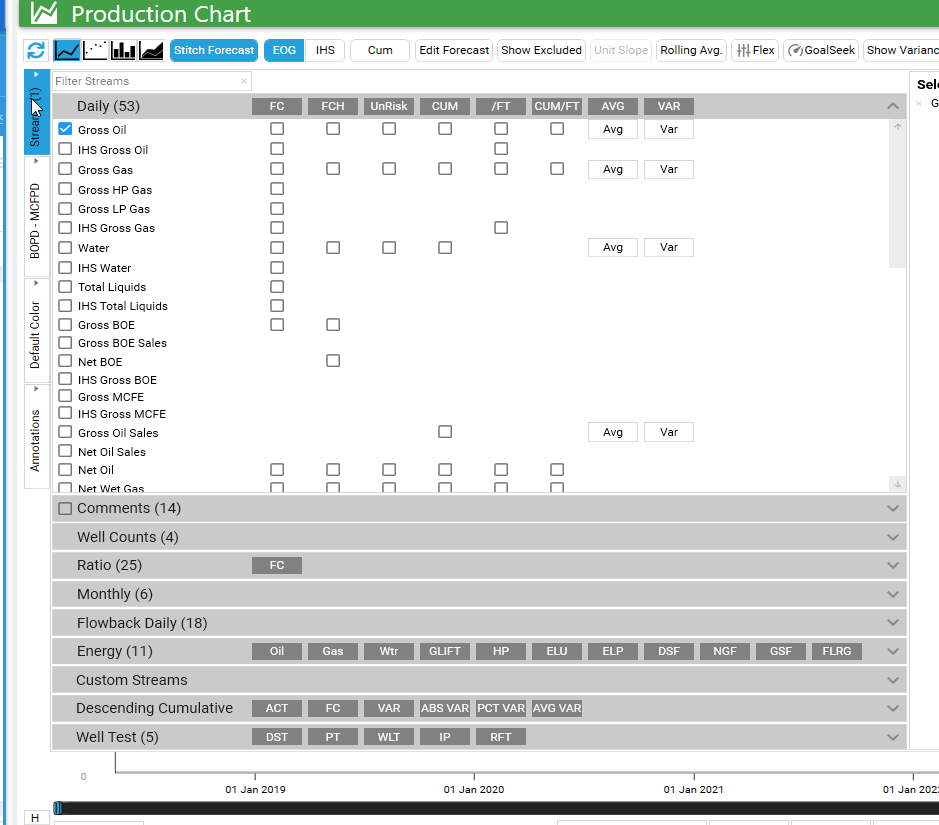 Production Chart
Stitch Forecast EOG IHS Cum Edit Forecast Show Excluded Unit Slope Rolling Avg. Flex GoalSeek Show Varianc
Filter Streams ×
Streams (1)
BOPD - MCFPD
Default Color
Annotations
Daily (53) FC FCH UnRisk CUM /FT CUM/FT AVG VAR
Gross Oil Avg Var
IHS Gross Oil
Gross Gas Avg Var
Gross HP Gas
Gross LP Gas
IHS Gross Gas
Water Avg Var
IHS Water
Total Liquids
IHS Total Liquids
Gross BOE
Gross BOE Sales
Net BOE
IHS Gross BOE
Gross MCFE
IHS Gross MCFE
Gross Oil Sales Avg Var
Net Oil Sales
Net Oil
Net Wet Gas
Comments (14)
Well Counts (4)
Ratio (25) FC
Monthly (6)
Flowback Daily (18)
Energy (11) Oil Gas Wtr GLIFT HP ELU ELP DSF NGF GSF FLRG
Custom Streams
Descending Cumulative ACT FC VAR ABS VAR PCT VAR AVG VAR
Well Test (5) DST PT WLT IP RFT
Sele
× G
0
01 Jan 2019 01 Jan 2020 01 Jan 2021 01 Jan 202
H